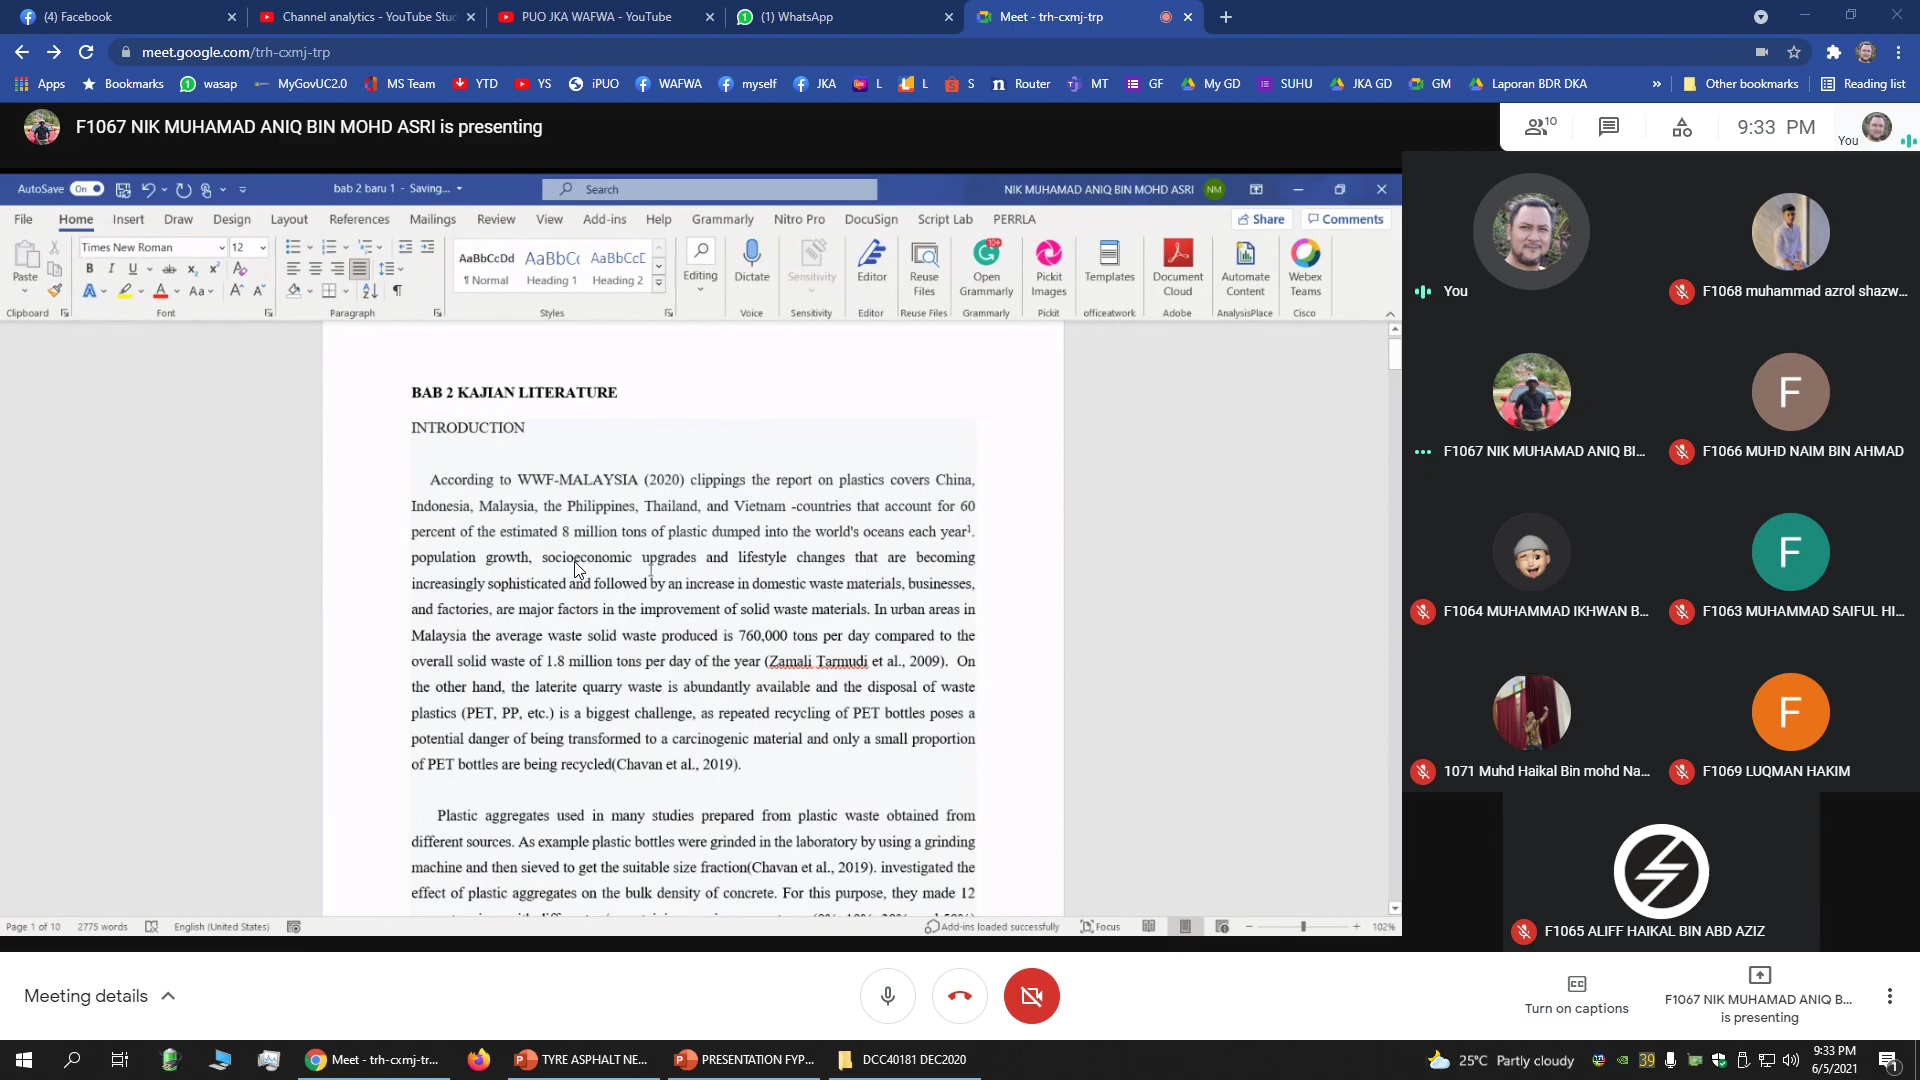 (4) Facebook
Channel analytics - YouTube Stud
PUO JKA WAFWA - YouTube
(1) WhatsApp
Meet - trh-cxmj-trp
meet.google.com/trh-cxmj-trp
Apps Bookmarks wasap MyGovUC2.0 MS Team YTD YS iPUO WAFWA myself JKA L L S Router MT GF My GD SUHU JKA GD GM Laporan BDR DKA » Other bookmarks Reading list
F1067 NIK MUHAMAD ANIQ BIN MOHD ASRI is presenting
10
9:33 PM
You
AutoSave On
bab 2 baru 1 - Saving...
Search
NIK MUHAMAD ANIQ BIN MOHD ASRI NM
File Home Insert Draw Design Layout References Mailings Review View Add-ins Help Grammarly Nitro Pro DocuSign Script Lab PERRLA Share Comments
Times New Roman 12
Paste
AaBbCcDd AaBbCc AaBbCcE
¶ Normal Heading 1 Heading 2
Editing
Dictate
Sensitivity
Editor
Reuse Files
Open Grammarly
Pickit Images
Templates
Document Cloud
Automate Content
Webex Teams
Clipboard Font Paragraph Styles Voice Sensitivity Editor Reuse Files Grammarly Pickit officeatwork Adobe AnalysisPlace Cisco
BAB 2 KAJIAN LITERATURE
INTRODUCTION
According to WWF-MALAYSIA (2020) clippings the report on plastics covers China,
Indonesia, Malaysia, the Philippines, Thailand, and Vietnam -countries that account for 60
percent of the estimated 8 million tons of plastic dumped into the world's oceans each year¹.
population growth, socioeconomic upgrades and lifestyle changes that are becoming
increasingly sophisticated and followed by an increase in domestic waste materials, businesses,
and factories, are major factors in the improvement of solid waste materials. In urban areas in
Malaysia the average waste solid waste produced is 760,000 tons per day compared to the
overall solid waste of 1.8 million tons per day of the year (Zamali Tarmudi et al., 2009). On
the other hand, the laterite quarry waste is abundantly available and the disposal of waste
plastics (PET, PP, etc.) is a biggest challenge, as repeated recycling of PET bottles poses a
potential danger of being transformed to a carcinogenic material and only a small proportion
of PET bottles are being recycled(Chavan et al., 2019).
Plastic aggregates used in many studies prepared from plastic waste obtained from
different sources. As example plastic bottles were grinded in the laboratory by using a grinding
machine and then sieved to get the suitable size fraction(Chavan et al., 2019). investigated the
effect of plastic aggregates on the bulk density of concrete. For this purpose, they made 12
Page 1 of 10 2775 words English (United States) Add-ins loaded successfully Focus 102%
You
F1068 muhammad azrol shazw...
F1067 NIK MUHAMAD ANIQ BI...
F
F1066 MUHD NAIM BIN AHMAD
F1064 MUHAMMAD IKHWAN B...
F
F1063 MUHAMMAD SAIFUL HI...
1071 Muhd Haikal Bin mohd Na...
F
F1069 LUQMAN HAKIM
F1065 ALIFF HAIKAL BIN ABD AZIZ
Meeting details
Turn on captions
F1067 NIK MUHAMAD ANIQ B...
is presenting
Meet - trh-cxmj-tr...
TYRE ASPHALT NE...
PRESENTATION FYP...
DCC40181 DEC2020
25°C Partly cloudy
39
9:33 PM
6/5/2021
1